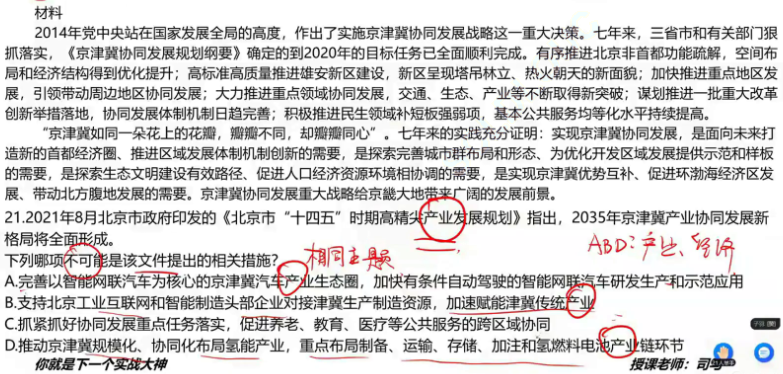 材料
2014年党中央站在国家发展全局的高度，作出了实施京津冀协同发展战略这一重大决策。七年来，三省市和有关部门狠
抓落实，《京津冀协同发展规划纲要》确定的到2020年的目标任务已全面顺利完成。有序推进北京非首都功能疏解，空间布
局和经济结构得到优化提升；高标准高质量推进雄安新区建设，新区呈现塔吊林立、热火朝天的新面貌；加快推进重点地区发
展，引领带动周边地区协同发展；大力推进重点领域协同发展，交通、生态、产业等不断取得新突破；谋划推进一批重大改革
创新举措落地，协同发展体制机制日趋完善；积极推进民生领域补短板强弱项，基本公共服务均等化水平持续提高。
“京津冀如同一朵花上的花瓣，瓣瓣不同，却瓣瓣同心”。七年来的实践充分证明：实现京津冀协同发展，是面向未来打
造新的首都经济圈、推进区域发展体制机制创新的需要，是探索完善城市群布局和形态、为优化开发区域发展提供示范和样板
的需要，是探索生态文明建设有效路径、促进人口经济资源环境相协调的需要，是实现京津冀优势互补、促进环渤海经济区发
展、带动北方腹地发展的需要。京津冀协同发展重大战略给京畿大地带来广阔的发展前景。
21.2021年8月北京市政府印发的《北京市“十四五”时期高精尖产业发展规划》指出，2035年京津冀产业协同发展新
格局将全面形成。
ABD：产业、经济
下列哪项不可能是该文件提出的相关措施？
相同主题
A.完善以智能网联汽车为核心的京津冀汽车产业生态圈，加快有条件自动驾驶的智能网联汽车研发生产和示范应用
B.支持北京工业互联网和智能制造头部企业对接津冀生产制造资源，加速赋能津冀传统产业
C.抓紧抓好协同发展重点任务落实，促进养老、教育、医疗等公共服务的跨区域协同
D.推动京津冀规模化、协同化布局氢能产业，重点布局制备、运输、存储、加注和氢燃料电池产业链环节
你就是下一个实战大神
授课老师：司学